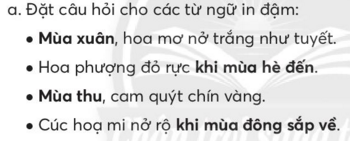 a. Đặt câu hỏi cho các từ ngữ in đậm:
• Mùa xuân, hoa mơ nở trắng như tuyết.
• Hoa phượng đỏ rực khi mùa hè đến.
• Mùa thu, cam quýt chín vàng.
• Cúc hoạ mi nở rộ khi mùa đông sắp về.